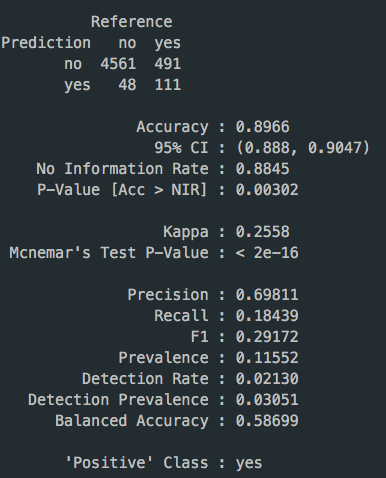 Reference
Prediction no yes
no 4561 491
yes 48 111
Accuracy : 0.8966
95% CI : (0.888, 0.9047)
No Information Rate : 0.8845
P-Value [Acc > NIR] : 0.00302
Kappa : 0.2558
Mcnemar's Test P-Value : < 2e-16
Precision : 0.69811
Recall : 0.18439
F1 : 0.29172
Prevalence : 0.11552
Detection Rate : 0.02130
Detection Prevalence : 0.03051
Balanced Accuracy : 0.58699
'Positive' Class : yes